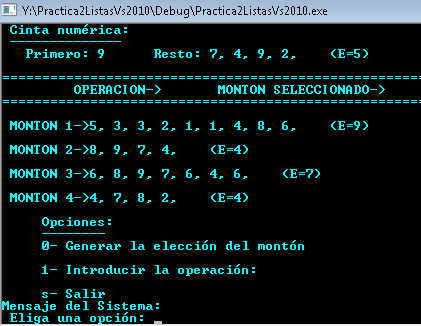 Y:\Practica2ListasVs2010\Debug\Practica2ListasVs2010.exe
Cinta numérica:
--------------
Primero: 9 Resto: 7, 4, 9, 2, (E=5)
====================================================
OPERACION-> MONTON SELECCIONADO->
====================================================
MONTON 1->5, 3, 3, 2, 1, 1, 4, 8, 6, (E=9)
MONTON 2->8, 9, 7, 4, (E=4)
MONTON 3->6, 8, 9, 7, 6, 4, 6, (E=7)
MONTON 4->4, 7, 8, 2, (E=4)
Opciones:
--------
0- Generar la elección del montón
1- Introducir la operación:
s- Salir
Mensaje del Sistema:
Eliga una opción: